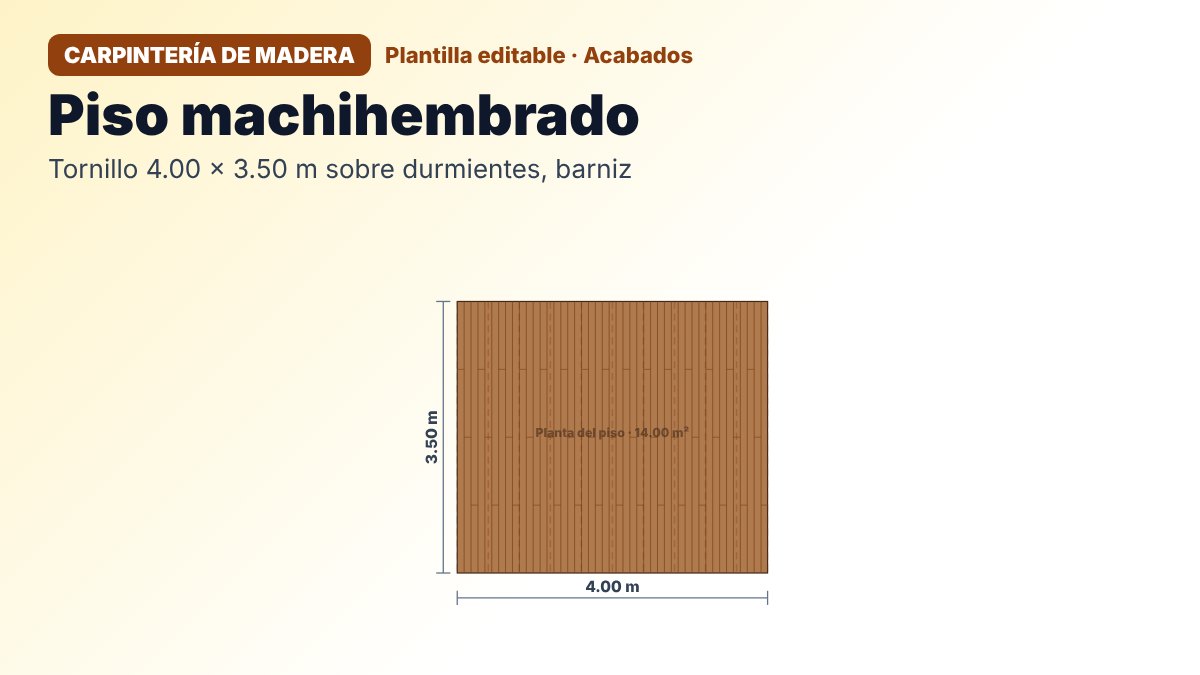 CARPINTERÍA DE MADERA
Plantilla editable · Acabados
Piso machihembrado
Tornillo 4.00 × 3.50 m sobre durmientes, barniz
3.50 m
Planta del piso · 14.00 m²
4.00 m